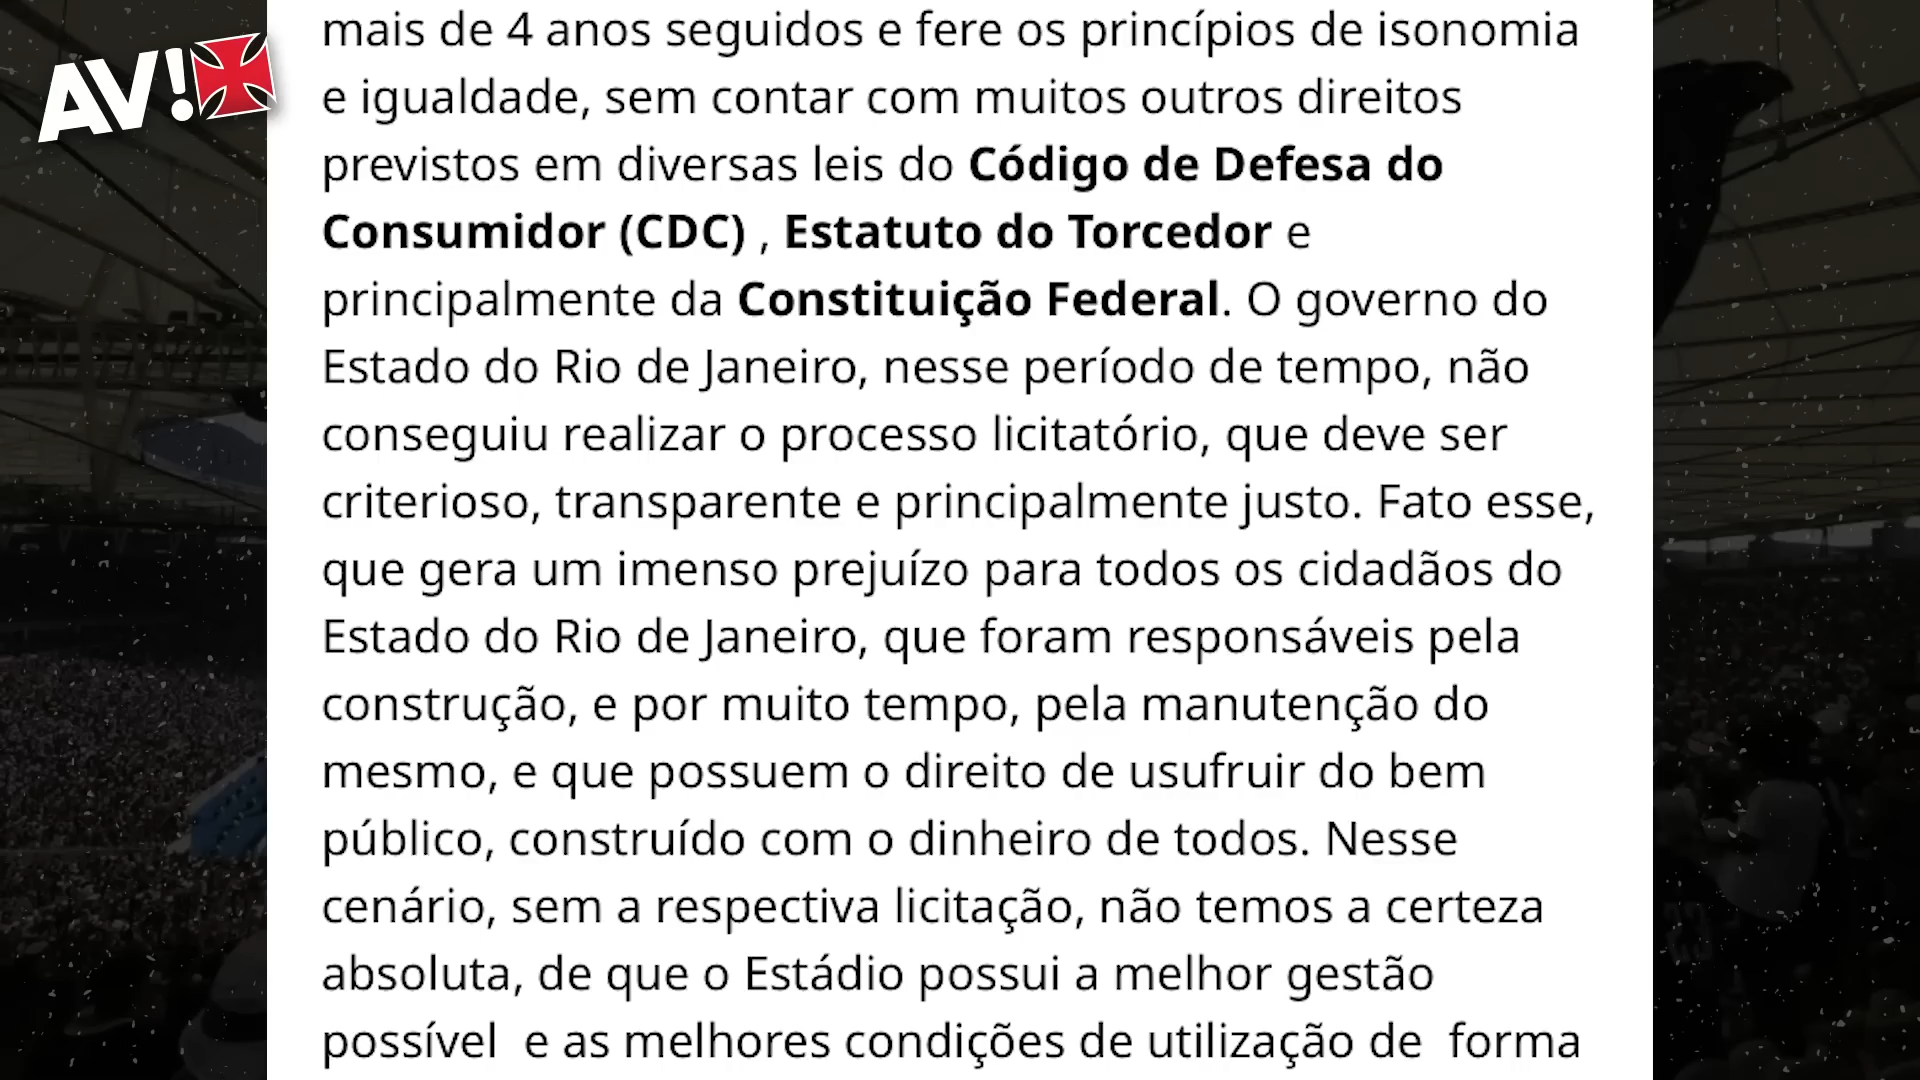 AV!
mais de 4 anos seguidos e fere os princípios de isonomia
e igualdade, sem contar com muitos outros direitos
previstos em diversas leis do Código de Defesa do
Consumidor (CDC) , Estatuto do Torcedor e
principalmente da Constituição Federal. O governo do
Estado do Rio de Janeiro, nesse período de tempo, não
conseguiu realizar o processo licitatório, que deve ser
criterioso, transparente e principalmente justo. Fato esse,
que gera um imenso prejuízo para todos os cidadãos do
Estado do Rio de Janeiro, que foram responsáveis pela
construção, e por muito tempo, pela manutenção do
mesmo, e que possuem o direito de usufruir do bem
público, construído com o dinheiro de todos. Nesse
cenário, sem a respectiva licitação, não temos a certeza
absoluta, de que o Estádio possui a melhor gestão
possível  e as melhores condições de utilização de  forma